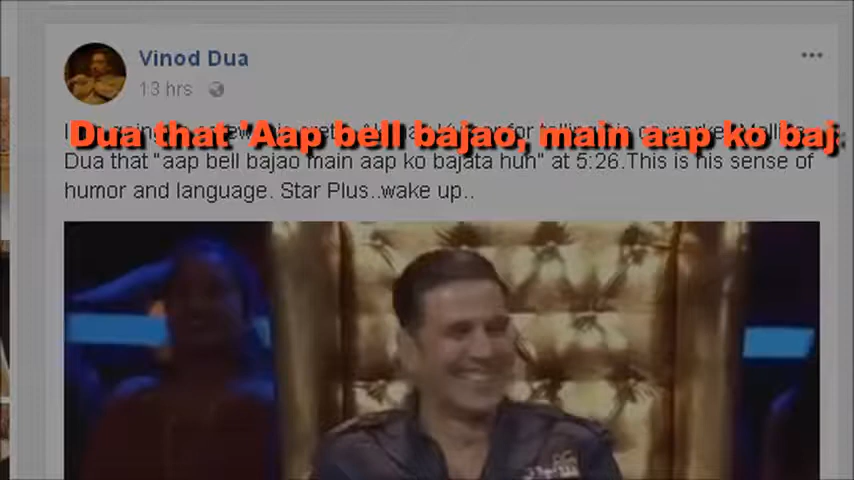 Vinod Dua
13 hrs
Dua that 'Aap bell bajao, main aap ko baj
Dua that "aap bell bajao main aap ko bajata hun" at 5:26.This is his sense of
humor and language. Star Plus..wake up..